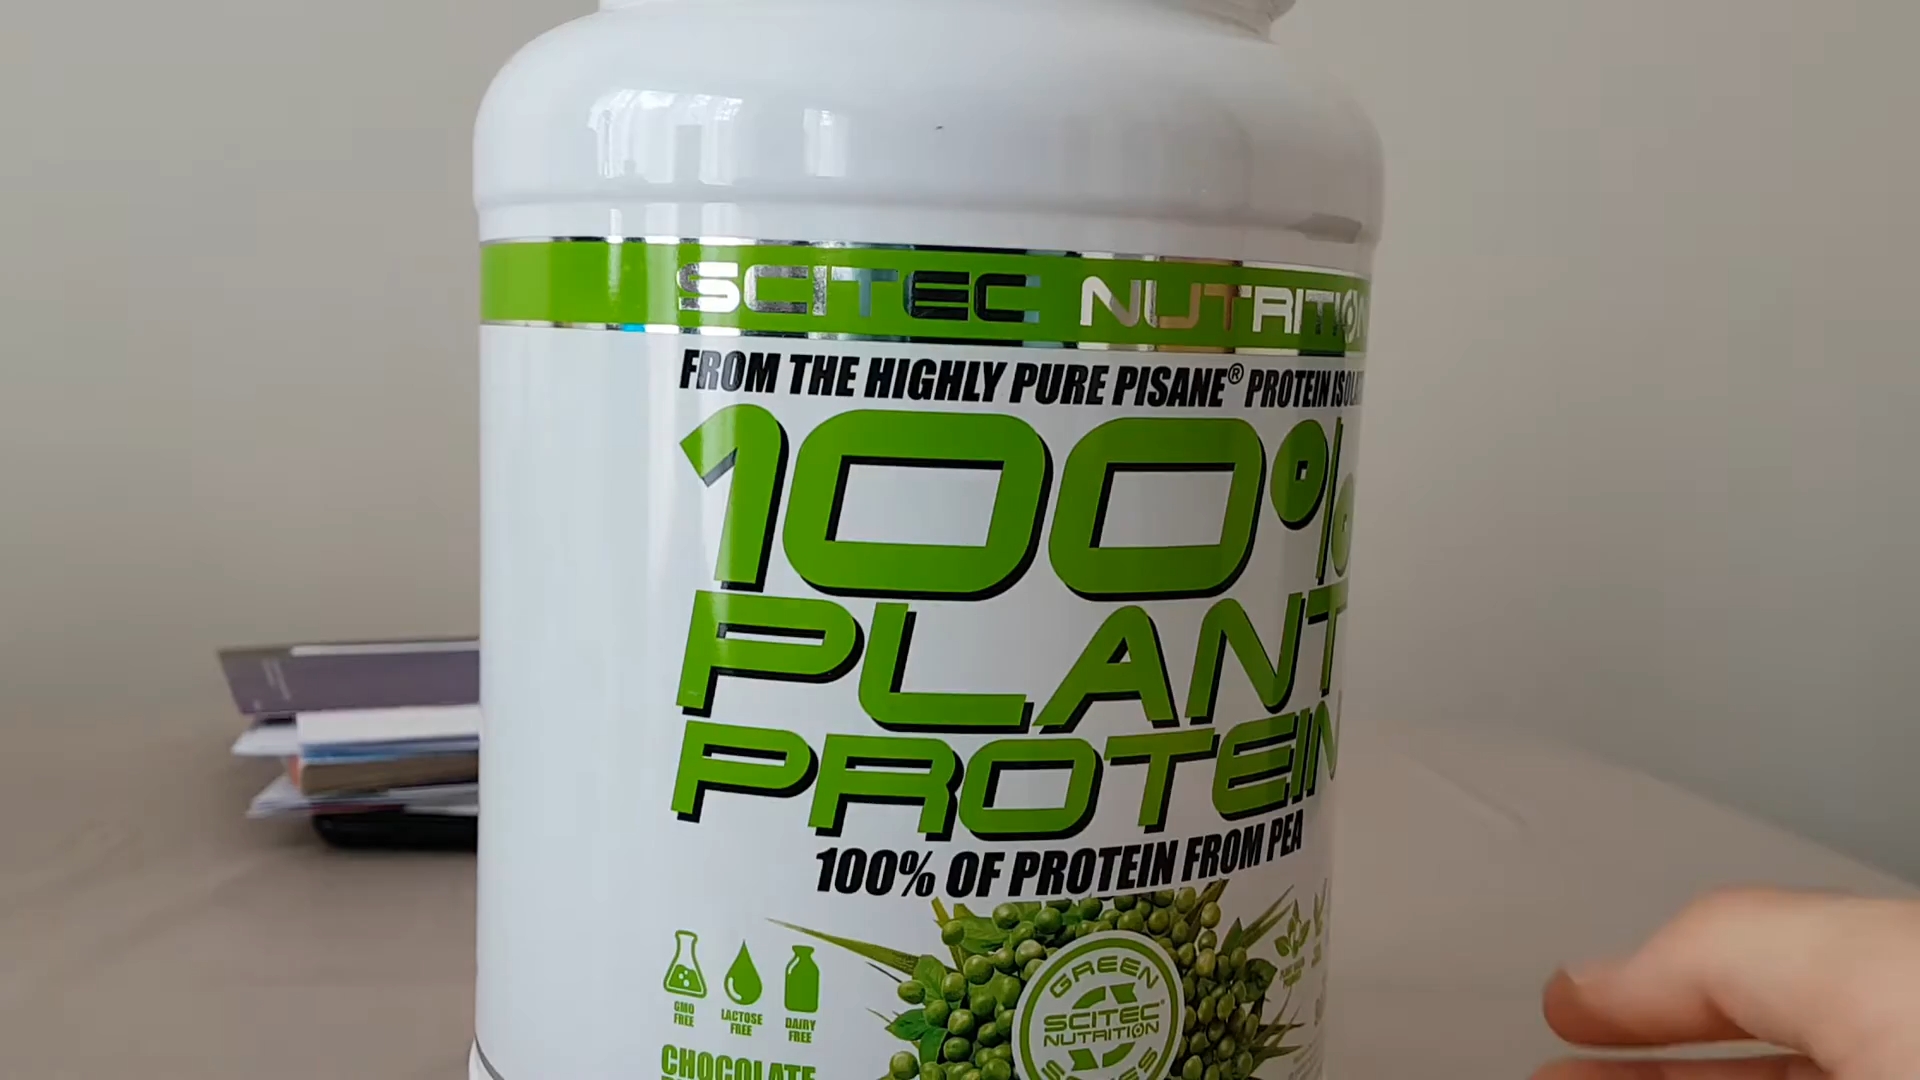 SCITEC NUTRITION
FROM THE HIGHLY PURE PISANE® PROTEIN
100%
PLANT
PROTEIN
100% OF PROTEIN FROM PEA
GMO
FREE
LACTOSE
FREE
DAIRY
FREE
GREEN
SCITEC
NUTRITION
SERIES
CHOCOLATE